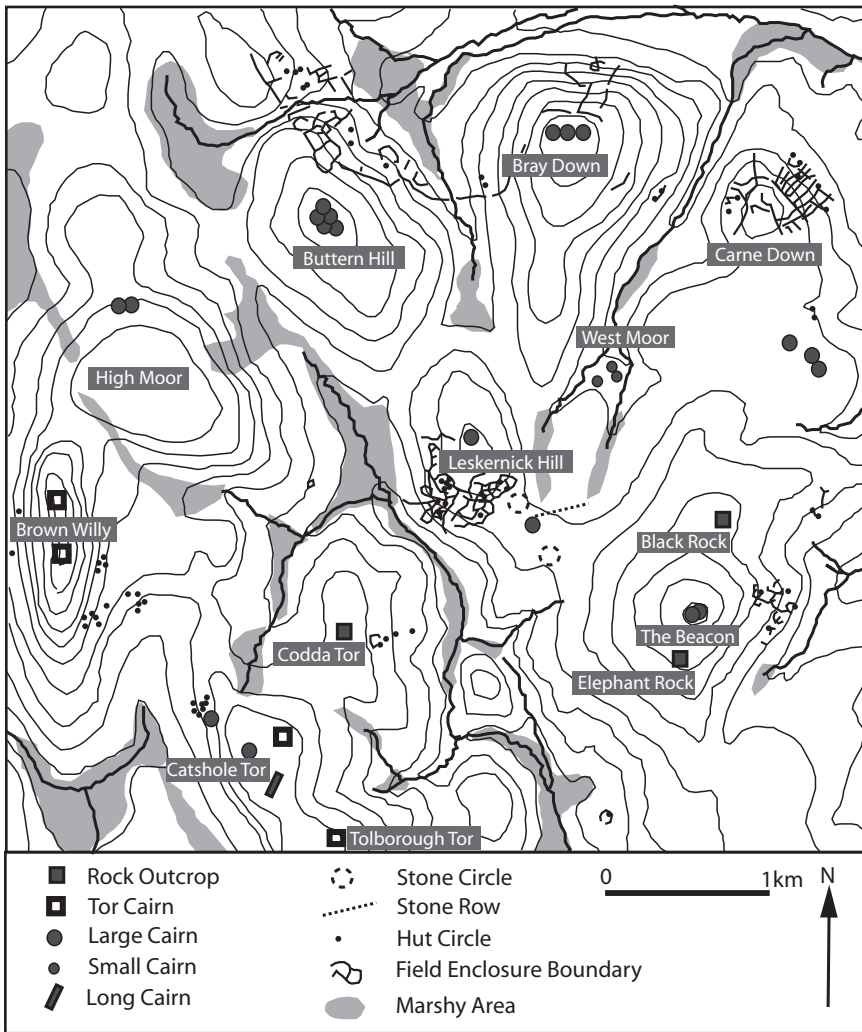 Bray Down
Buttern Hill
Carne Down
West Moor
High Moor
Leskernick Hill
Brown Willy
Black Rock
The Beacon
Codda Tor
Elephant Rock
Catshole Tor
Tolborough Tor
Rock Outcrop
Tor Cairn
Large Cairn
Small Cairn
Long Cairn
Stone Circle
Stone Row
Hut Circle
Field Enclosure Boundary
Marshy Area
0 1km
N